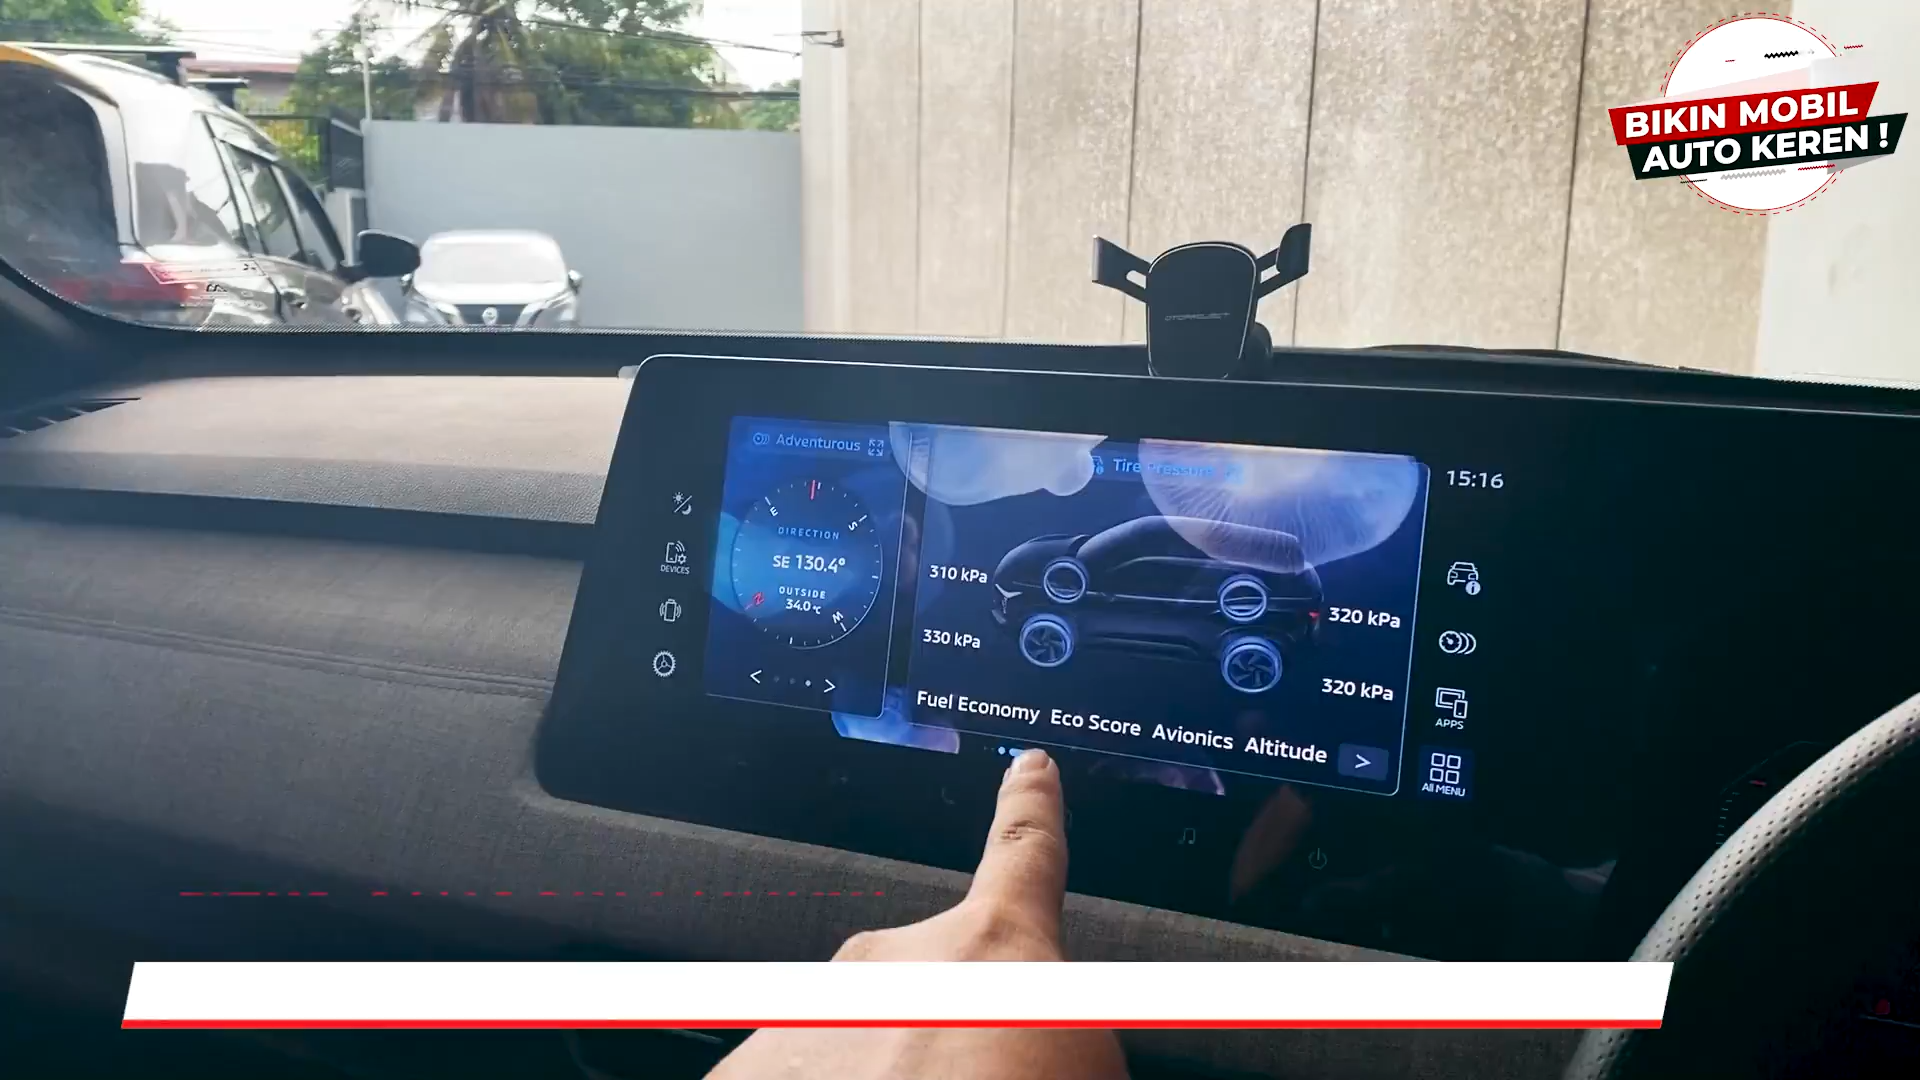 BIKIN MOBIL
AUTO KEREN !
OTOPROJECT
Adventurous
Tire Pressure
15:16
E
S
DIRECTION
SE 130.4°
OUTSIDE
34.0 °C
N
W
DEVICES
310 kPa
320 kPa
330 kPa
320 kPa
< >
Fuel Economy Eco Score Avionics Altitude >
APPS
All MENU